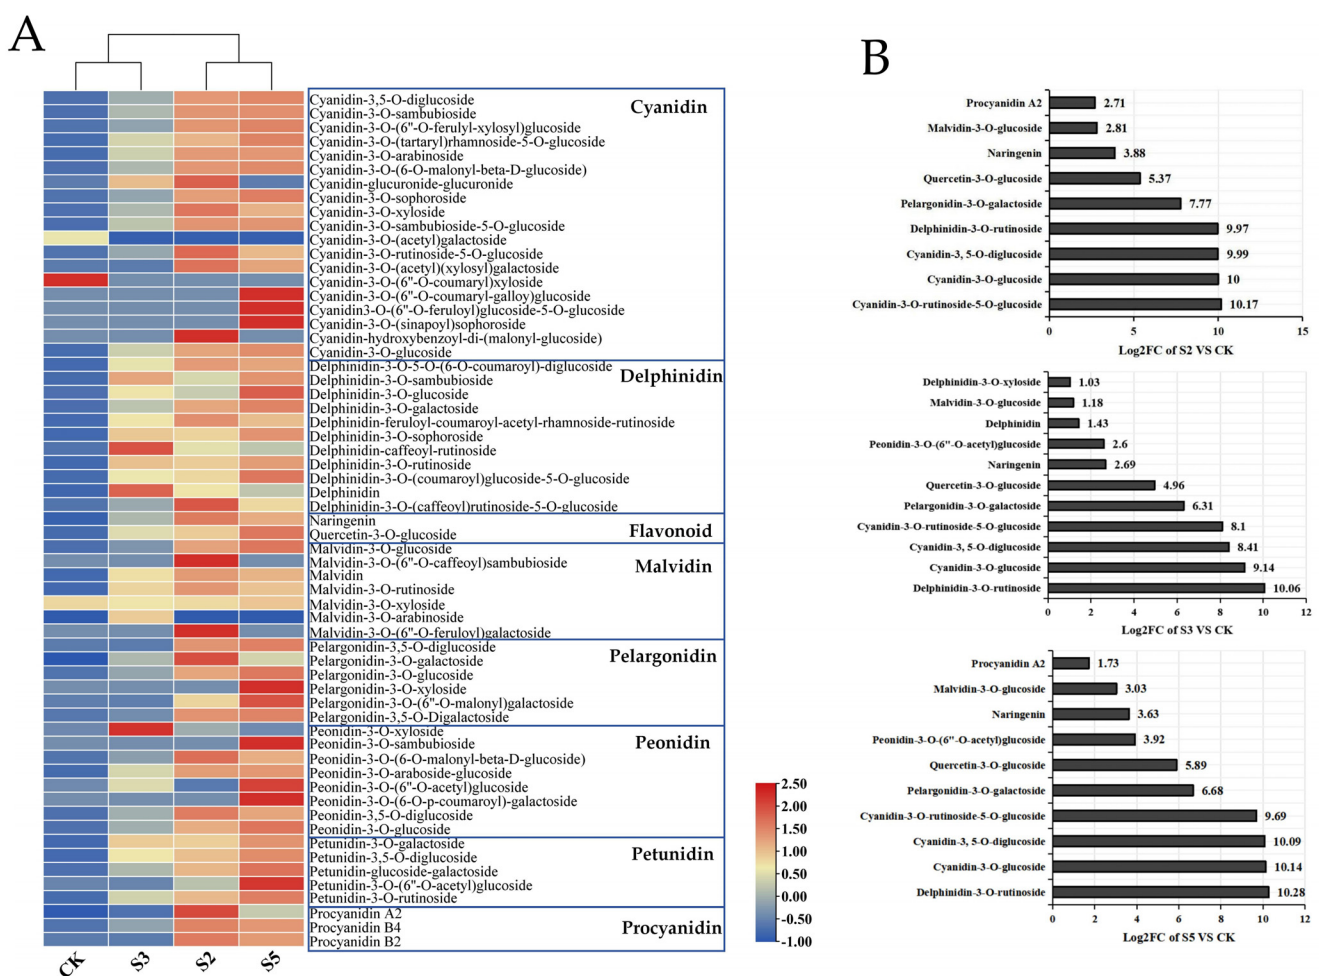 A
Cyanidin
Cyanidin-3,5-O-diglucoside
Cyanidin-3-O-sambubioside
Cyanidin-3-O-(6"-O-ferulyl-xylosyl)glucoside
Cyanidin-3-O-(tartaryl)rhamnoside-5-O-glucoside
Cyanidin-3-O-arabinoside
Cyanidin-3-O-(6-O-malonyl-beta-D-glucoside)
Cyanidin-glucuronide-glucuronide
Cyanidin-3-O-sophoroside
Cyanidin-3-O-xyloside
Cyanidin-3-O-sambubioside-5-O-glucoside
Cyanidin-3-O-(acetyl)galactoside
Cyanidin-3-O-rutinoside-5-O-glucoside
Cyanidin-3-O-(acetyl)(xylosyl)galactoside
Cyanidin-3-O-(6"-O-coumaryl)xyloside
Cyanidin-3-O-(6"-O-coumaryl-galloy)glucoside
Cyanidin3-O-(6"-O-feruloyl)glucoside-5-O-glucoside
Cyanidin-3-O-(sinapoyl)sophoroside
Cyanidin-hydroxybenzoyl-di-(malonyl-glucoside)
Cyanidin-3-O-glucoside
Delphinidin
Delphinidin-3-O-5-O-(6-O-coumaroyl)-diglucoside
Delphinidin-3-O-sambubioside
Delphinidin-3-O-glucoside
Delphinidin-3-O-galactoside
Delphinidin-feruloyl-coumaroyl-acetyl-rhamnoside-rutinoside
Delphinidin-3-O-sophoroside
Delphinidin-caffeoyl-rutinoside
Delphinidin-3-O-rutinoside
Delphinidin-3-O-(coumaroyl)glucoside-5-O-glucoside
Delphinidin
Delphinidin-3-O-(caffeoyl)rutinoside-5-O-glucoside
Flavonoid
Naringenin
Quercetin-3-O-glucoside
Malvidin
Malvidin-3-O-glucoside
Malvidin-3-O-(6"-O-caffeoyl)sambubioside
Malvidin
Malvidin-3-O-rutinoside
Malvidin-3-O-xyloside
Malvidin-3-O-arabinoside
Malvidin-3-O-(6"-O-feruloyl)galactoside
Pelargonidin
Pelargonidin-3,5-O-diglucoside
Pelargonidin-3-O-galactoside
Pelargonidin-3-O-glucoside
Pelargonidin-3-O-xyloside
Pelargonidin-3-O-(6"-O-malonyl)galactoside
Pelargonidin-3,5-O-Digalactoside
Peonidin
Peonidin-3-O-xyloside
Peonidin-3-O-sambubioside
Peonidin-3-O-(6-O-malonyl-beta-D-glucoside)
Peonidin-3-O-araboside-glucoside
Peonidin-3-O-(6"-O-acetyl)glucoside
Peonidin-3-O-(6-O-p-coumaroyl)-galactoside
Peonidin-3,5-O-diglucoside
Peonidin-3-O-glucoside
Petunidin
Petunidin-3-O-galactoside
Petunidin-3,5-O-diglucoside
Petunidin-glucoside-galactoside
Petunidin-3-O-(6"-O-acetyl)glucoside
Petunidin-3-O-rutinoside
Procyanidin
Procyanidin A2
Procyanidin B4
Procyanidin B2
CK S3 S2 S5
2.50
2.00
1.50
1.00
0.50
0.00
-0.50
-1.00
B
Procyanidin A2 2.71
Malvidin-3-O-glucoside 2.81
Naringenin 3.88
Quercetin-3-O-glucoside 5.37
Pelargonidin-3-O-galactoside 7.77
Delphinidin-3-O-rutinoside 9.97
Cyanidin-3, 5-O-diglucoside 9.99
Cyanidin-3-O-glucoside 10
Cyanidin-3-O-rutinoside-5-O-glucoside 10.17
0 5 10 15
Log2FC of S2 VS CK
Delphinidin-3-O-xyloside 1.03
Malvidin-3-O-glucoside 1.18
Delphinidin 1.43
Peonidin-3-O-(6"-O-acetyl)glucoside 2.6
Naringenin 2.69
Quercetin-3-O-glucoside 4.96
Pelargonidin-3-O-galactoside 6.31
Cyanidin-3-O-rutinoside-5-O-glucoside 8.1
Cyanidin-3, 5-O-diglucoside 8.41
Cyanidin-3-O-glucoside 9.14
Delphinidin-3-O-rutinoside 10.06
0 2 4 6 8 10 12
Log2FC of S3 VS CK
Procyanidin A2 1.73
Malvidin-3-O-glucoside 3.03
Naringenin 3.63
Peonidin-3-O-(6"-O-acetyl)glucoside 3.92
Quercetin-3-O-glucoside 5.89
Pelargonidin-3-O-galactoside 6.68
Cyanidin-3-O-rutinoside-5-O-glucoside 9.69
Cyanidin-3, 5-O-diglucoside 10.09
Cyanidin-3-O-glucoside 10.14
Delphinidin-3-O-rutinoside 10.28
0 2 4 6 8 10 12
Log2FC of S5 VS CK